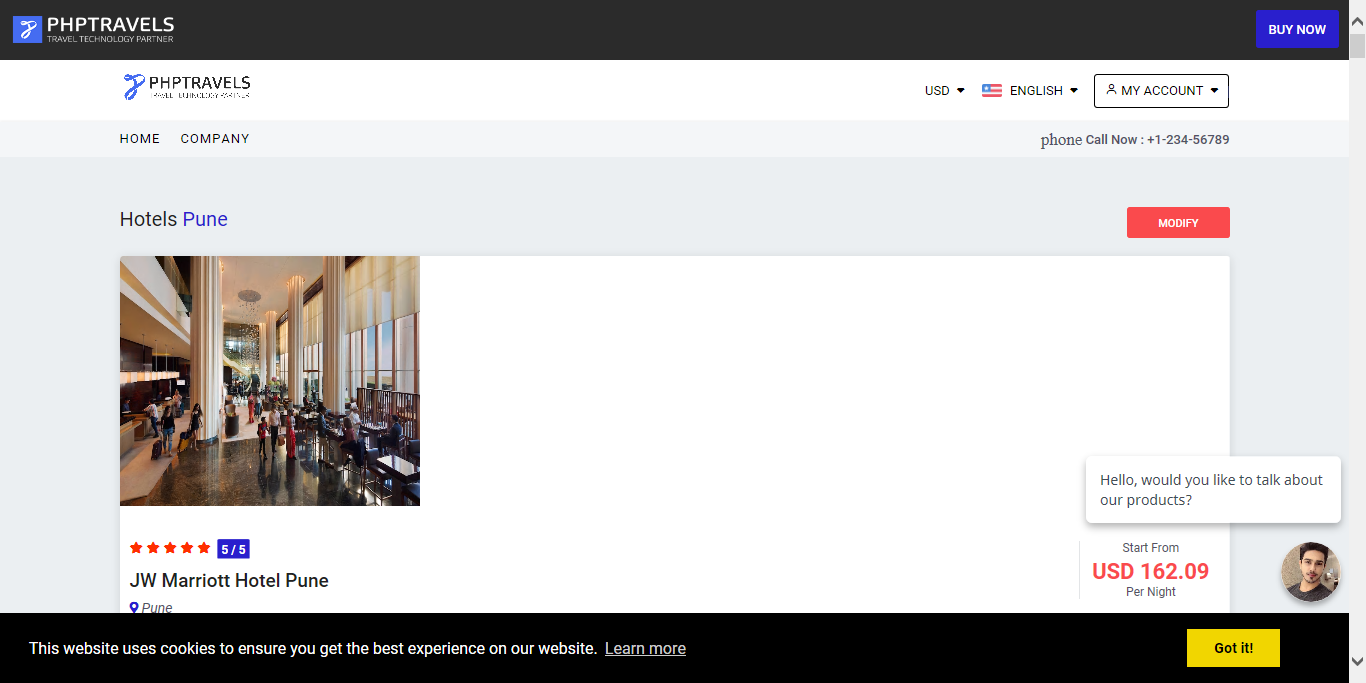 PHPTRAVELS
TRAVEL TECHNOLOGY PARTNER
BUY NOW
PHPTRAVELS
TRAVEL TECHNOLOGY PARTNER
USD
ENGLISH
MY ACCOUNT
HOME COMPANY
phone Call Now : +1-234-56789
Hotels Pune
MODIFY
Hello, would you like to talk about
our products?
5 / 5
JW Marriott Hotel Pune
Pune
Start From
USD 162.09
Per Night
This website uses cookies to ensure you get the best experience on our website. Learn more
Got it!